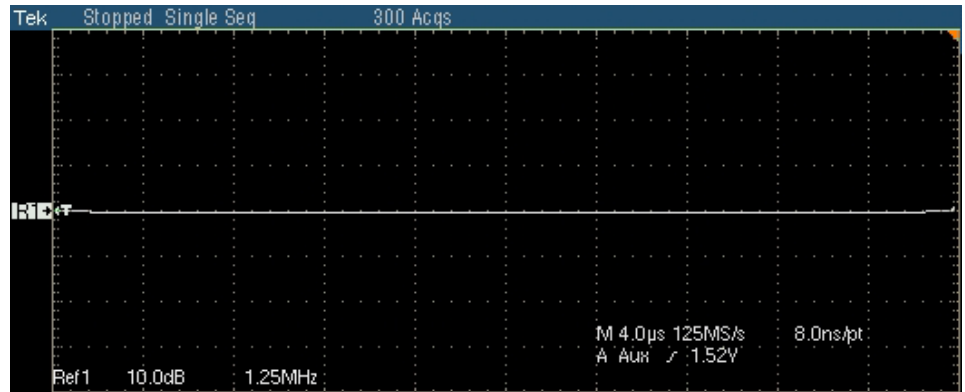 Tek Stopped Single Seq 300 Acqs
R1
T
M 4.0µs 125MS/s 8.0ns/pt
A Aux ⁄ 1.52V
Ref1 10.0dB 1.25MHz